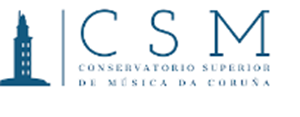 CSM
CONSERVATORIO SUPERIOR
DE MÚSICA DA CORUÑA